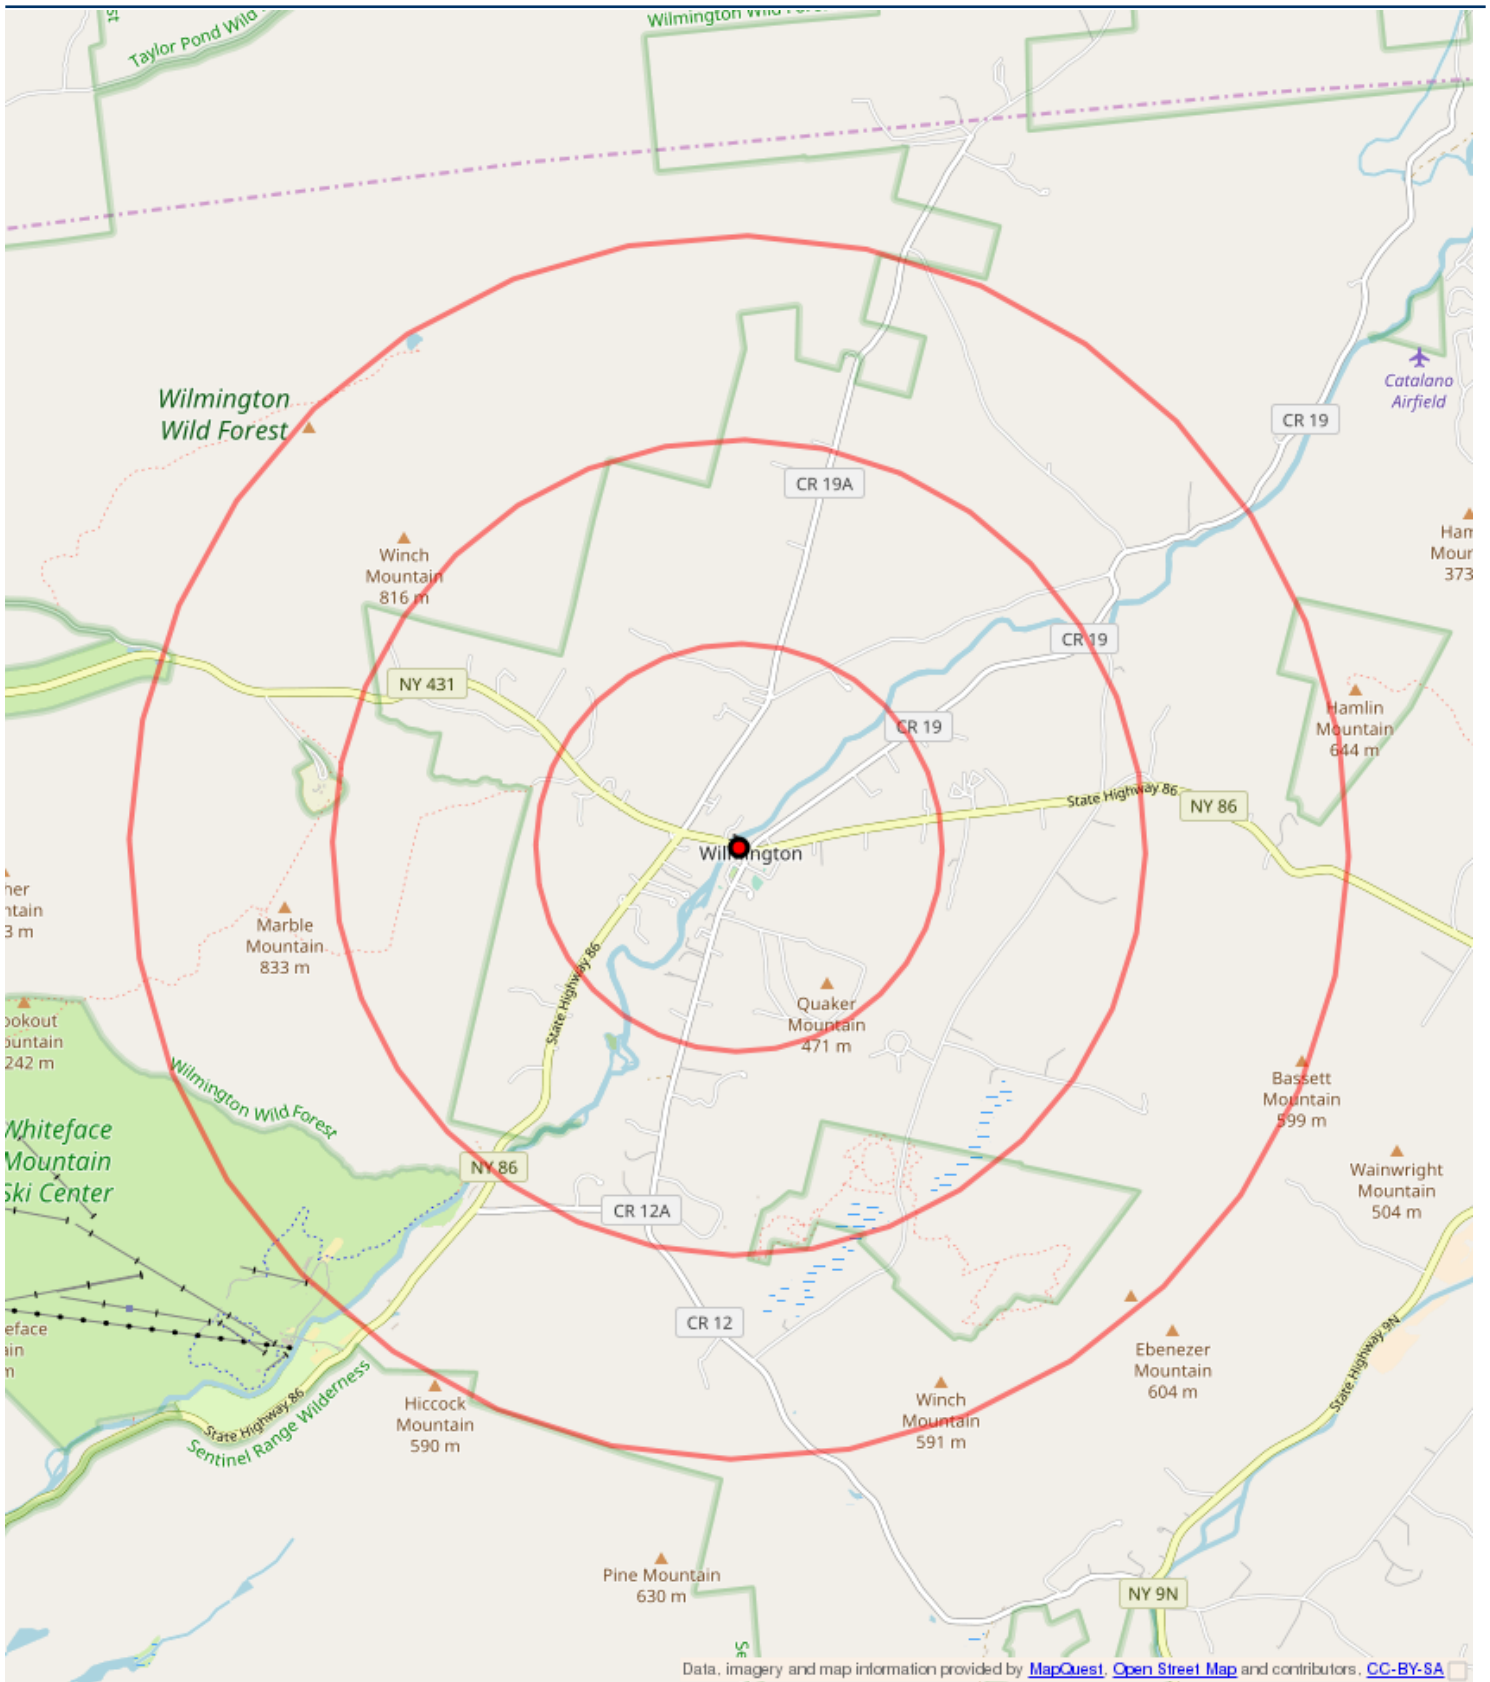 Wilmington Wild Fores
st
Taylor Pond Wild
Catalano
Airfield
Wilmington
Wild Forest
CR 19
CR 19A
Winch
Mountain
816 m
Ham
Moun
373
CR 19
NY 431
Hamlin
Mountain
644 m
CR 19
State Highway 86
NY 86
Wilmington
her
ntain
3 m
Marble
Mountain
833 m
State Highway 86
Quaker
Mountain
471 m
ookout
ountain
242 m
Wilmington Wild Forest
Bassett
Mountain
599 m
Whiteface
Mountain
Ski Center
NY 86
Wainwright
Mountain
504 m
CR 12A
CR 12
eface
ain
m
Ebenezer
Mountain
604 m
State Highway 9N
State Highway 86
Sentinel Range Wilderness
Hiccock
Mountain
590 m
Winch
Mountain
591 m
Pine Mountain
630 m
NY 9N
Se
Data, imagery and map information provided by MapQuest, Open Street Map and contributors, CC-BY-SA